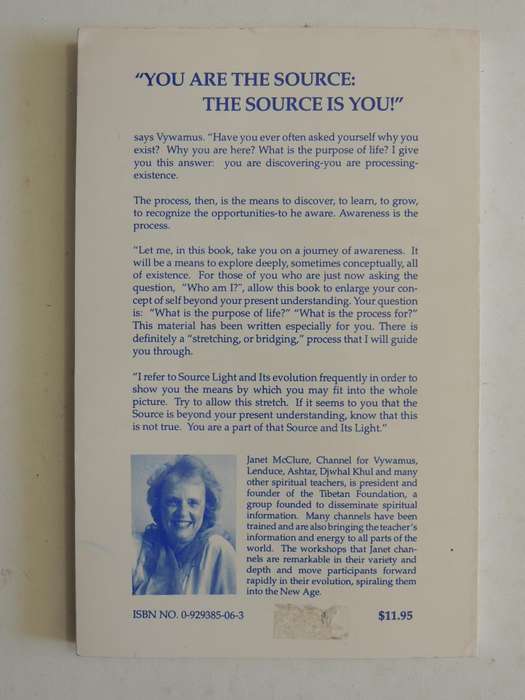 "YOU ARE THE SOURCE:
THE SOURCE IS YOU!"
says Vywamus. "Have you ever often asked yourself why you
exist? Why you are here? What is the purpose of life? I give
you this answer: you are discovering-you are processing-
existence.
The process, then, is the means to discover, to learn, to grow,
to recognize the opportunities-to he aware. Awareness is the
process.
"Let me, in this book, take you on a journey of awareness. It
will be a means to explore deeply, sometimes conceptually, all
of existence. For those of you who are just now asking the
question, "Who am I?", allow this book to enlarge your con-
cept of self beyond your present understanding. Your question
is: "What is the purpose of life?" "What is the process for?"
This material has been written especially for you. There is
definitely a "stretching, or bridging," process that I will guide
you through.
"I refer to Source Light and Its evolution frequently in order to
show you the means by which you may fit into the whole
picture. Try to allow this stretch. If it seems to you that the
Source is beyond your present understanding, know that this
is not true. You are a part of that Source and Its Light."
Janet McClure, Channel for Vywamus,
Lenduce, Ashtar, Djwhal Khul and many
other spiritual teachers, is president and
founder of the Tibetan Foundation, a
group founded to disseminate spiritual
information. Many channels have been
trained and are also bringing the teacher's
information and energy to all parts of the
world. The workshops that Janet chan-
nels are remarkable in their variety and
depth and move participants forward
rapidly in their evolution, spiraling them
into the New Age.
ISBN NO. 0-929385-06-3
$11.95